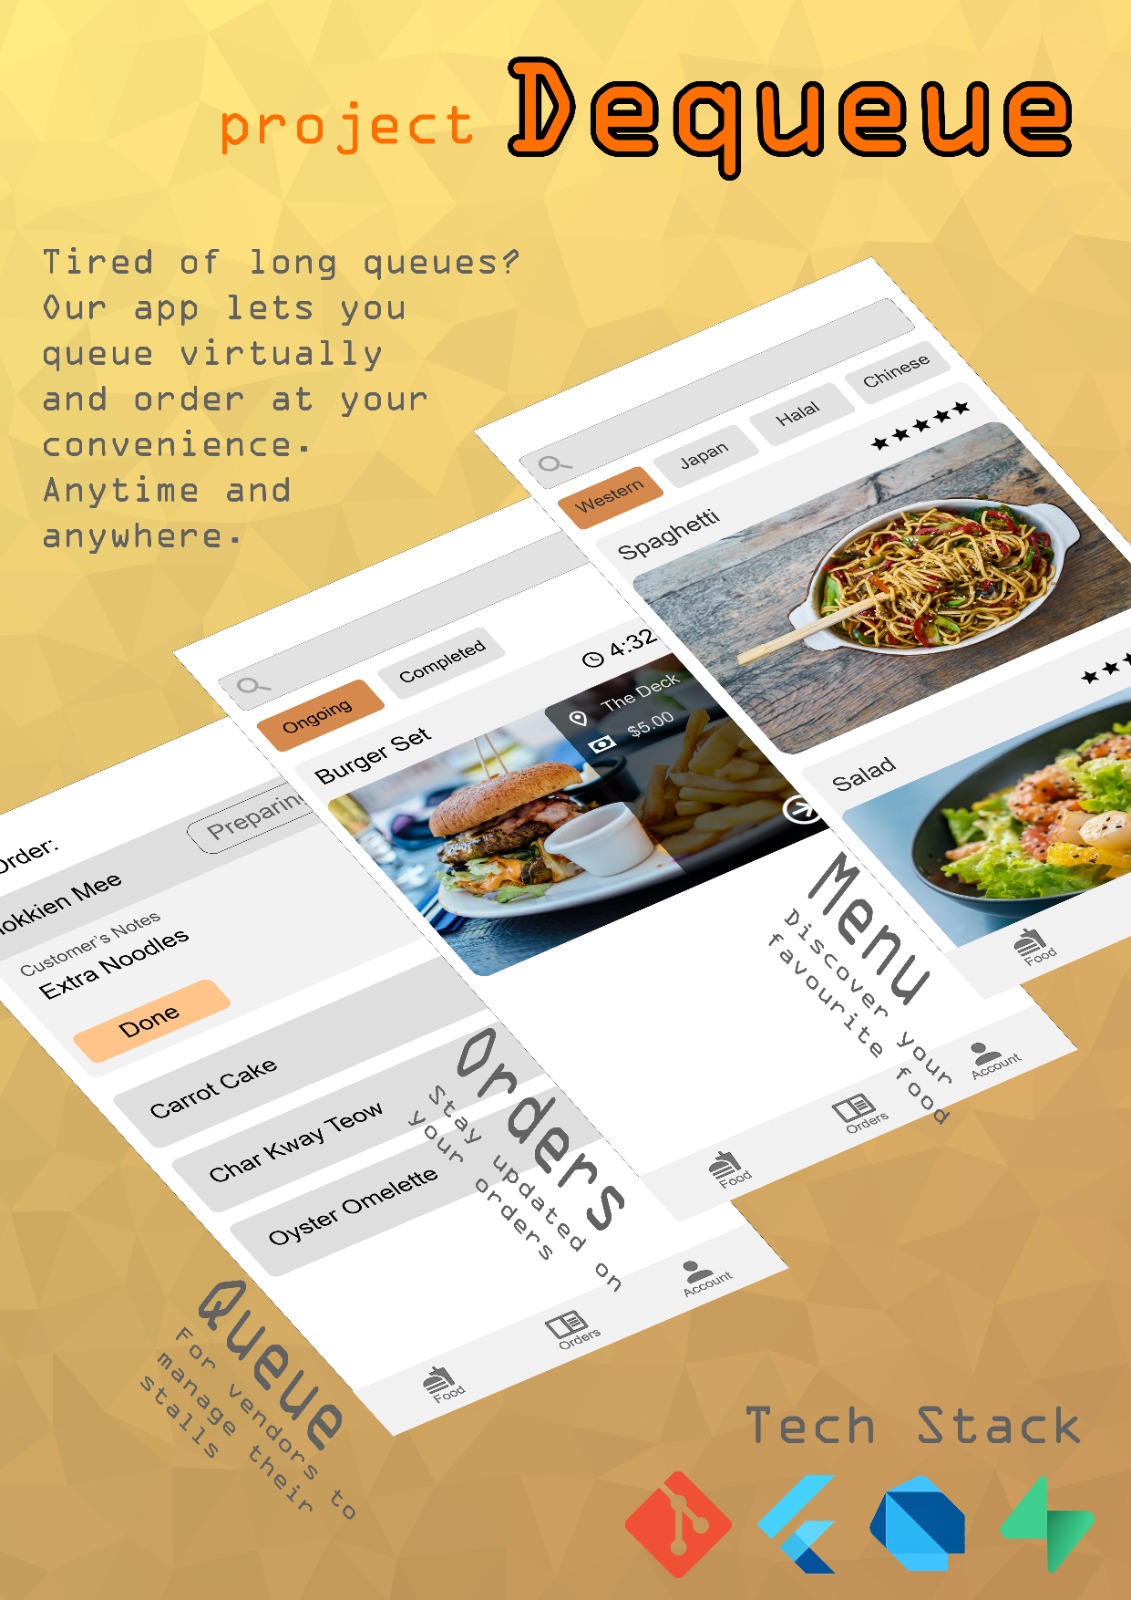 project Dequeue
Tired of long queues?
Our app lets you
queue virtually
and order at your
convenience.
Anytime and
anywhere.
Western
Japan
Halal
Chinese
Spaghetti
Salad
Food
Menu
Discover your
favourite food
Ongoing
Completed
4:32
Burger Set
The Deck
$5.00
Food
Orders
Account
Orders
Stay updated on
your orders
Order:
Preparing
Hokkien Mee
Customer's Notes
Extra Noodles
Done
Carrot Cake
Char Kway Teow
Oyster Omelette
Food
Orders
Account
Queue
For vendors to
manage their
stalls
Tech Stack